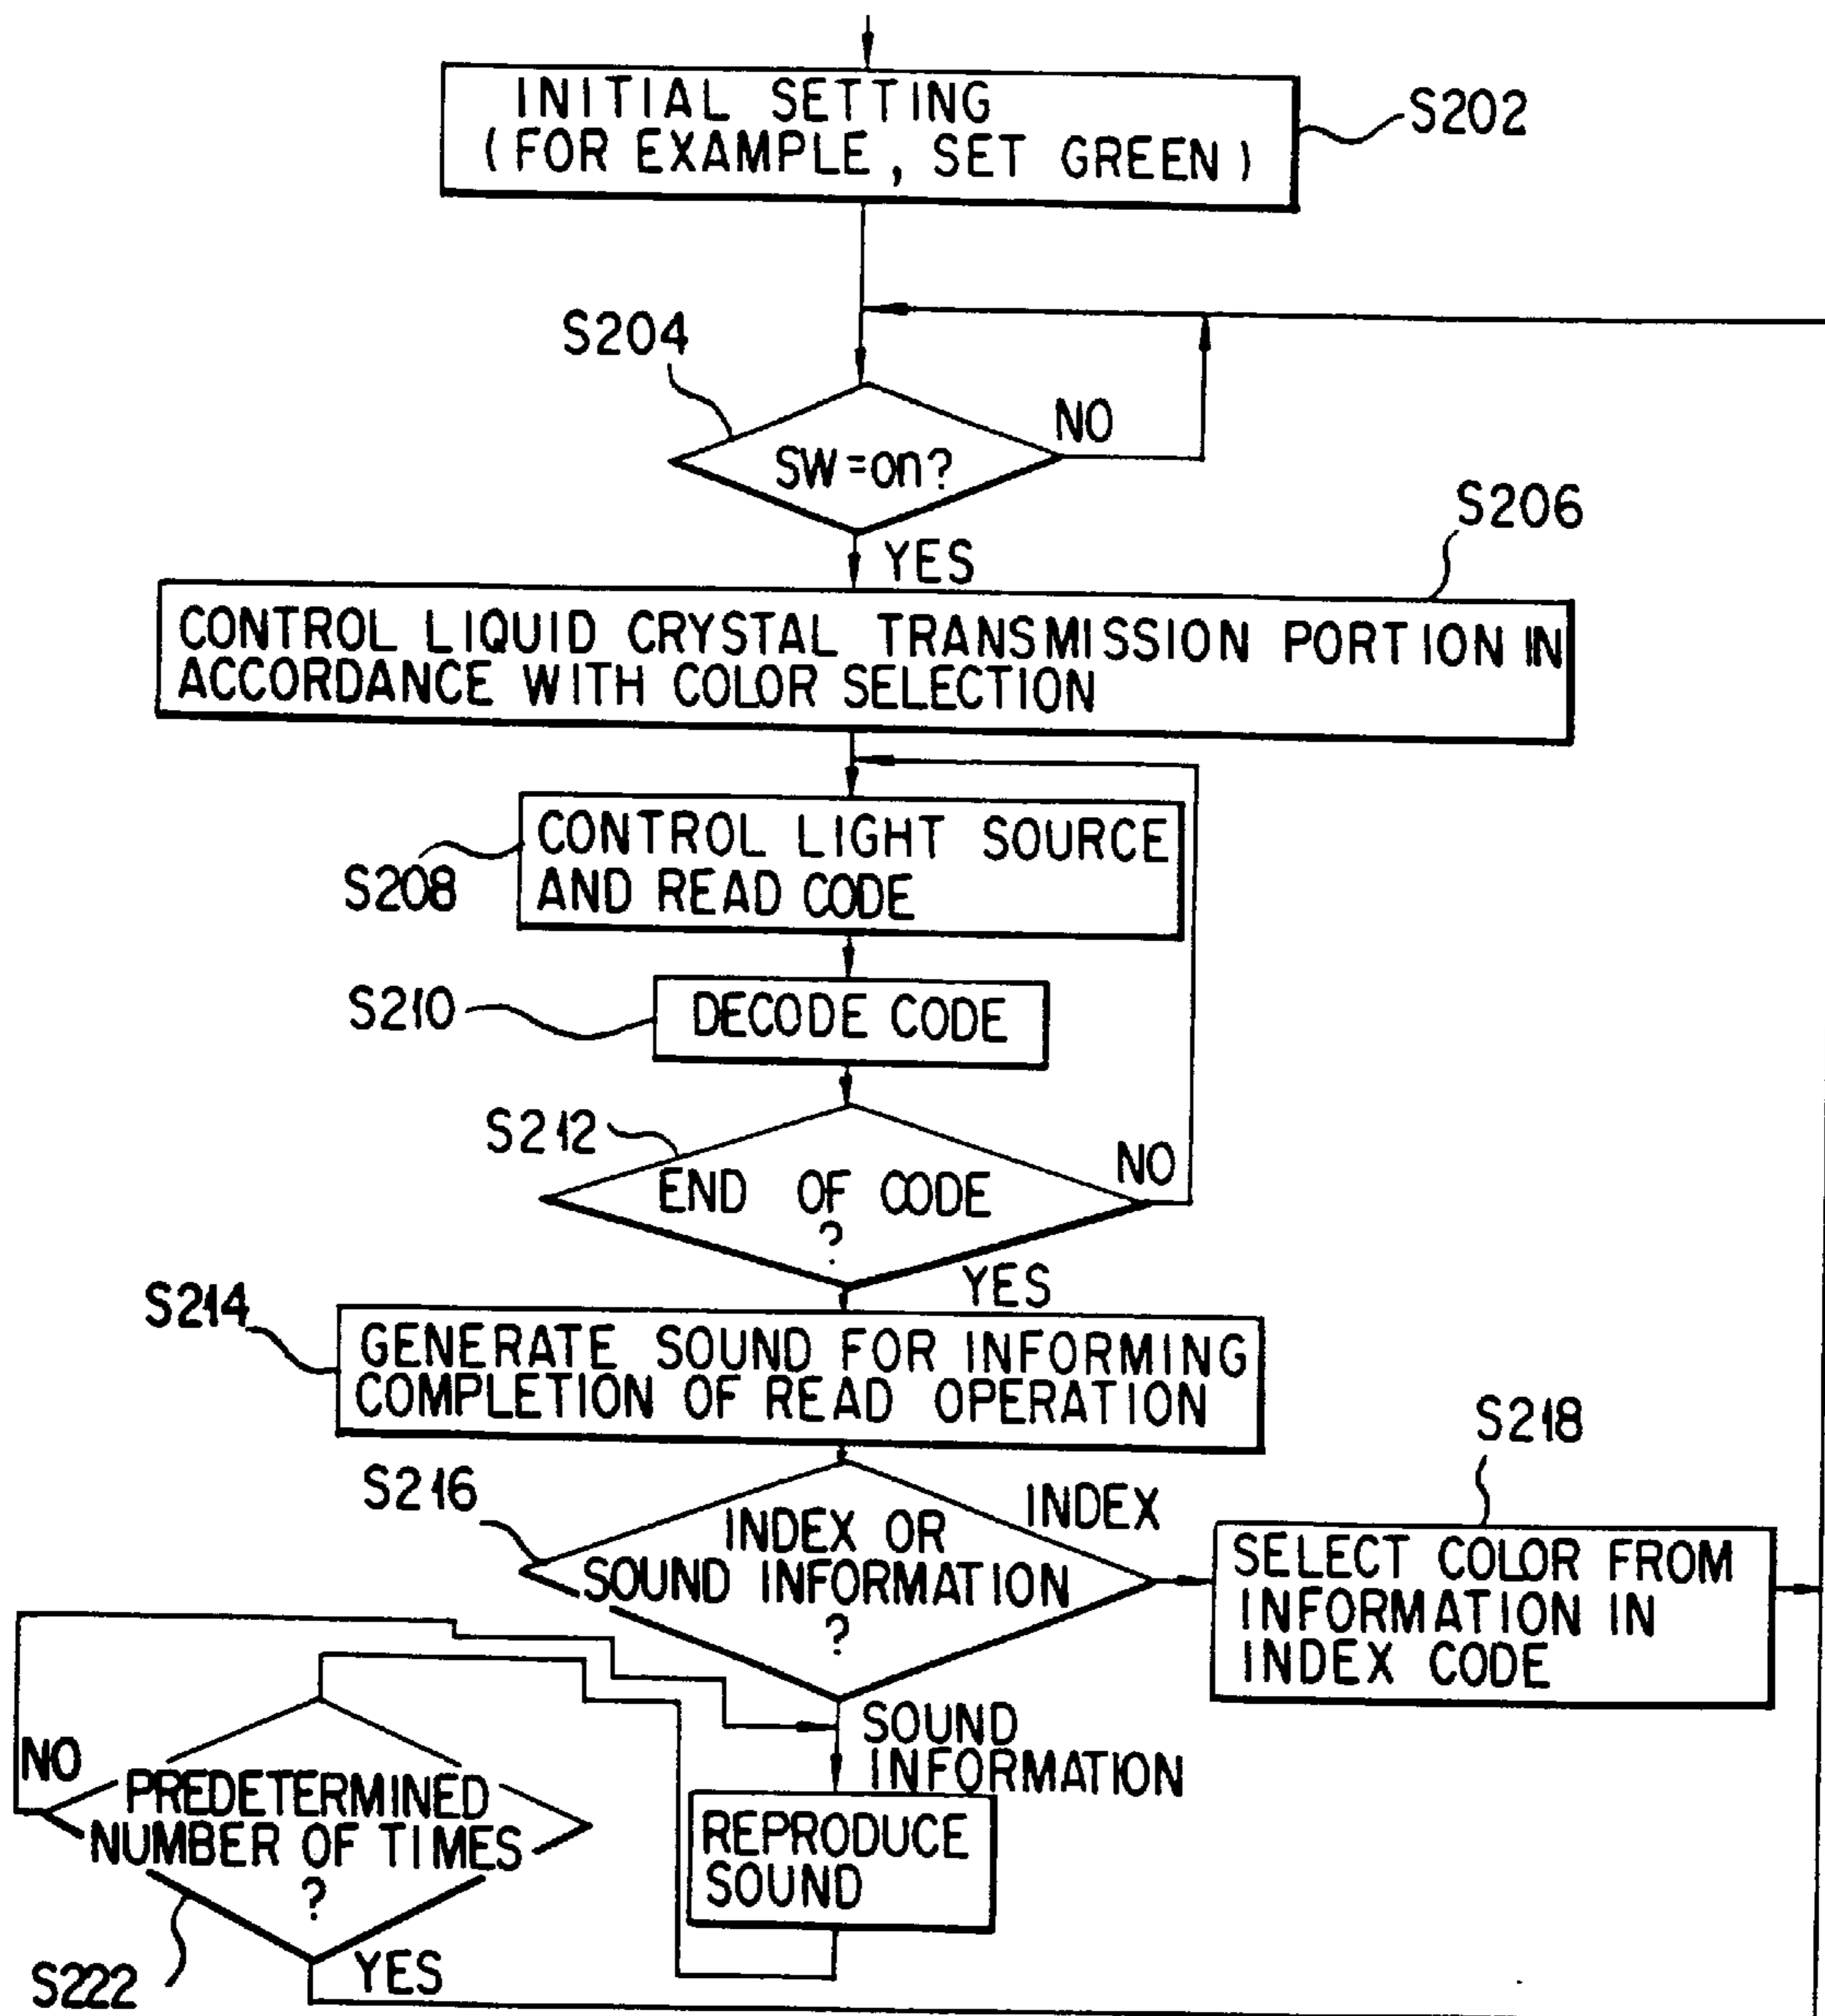 INITIAL SETTING
(FOR EXAMPLE, SET GREEN)
S202
S204
SW=on?
NO
YES
S206
CONTROL LIQUID CRYSTAL TRANSMISSION PORTION IN
ACCORDANCE WITH COLOR SELECTION
S208
CONTROL LIGHT SOURCE
AND READ CODE
S210
DECODE CODE
S212
END OF CODE
?
NO
YES
S214
GENERATE SOUND FOR INFORMING
COMPLETION OF READ OPERATION
S216
INDEX OR
SOUND INFORMATION
?
INDEX
S218
SELECT COLOR FROM
INFORMATION IN
INDEX CODE
SOUND
INFORMATION
REPRODUCE
SOUND
NO
PREDETERMINED
NUMBER OF TIMES
?
S222
YES